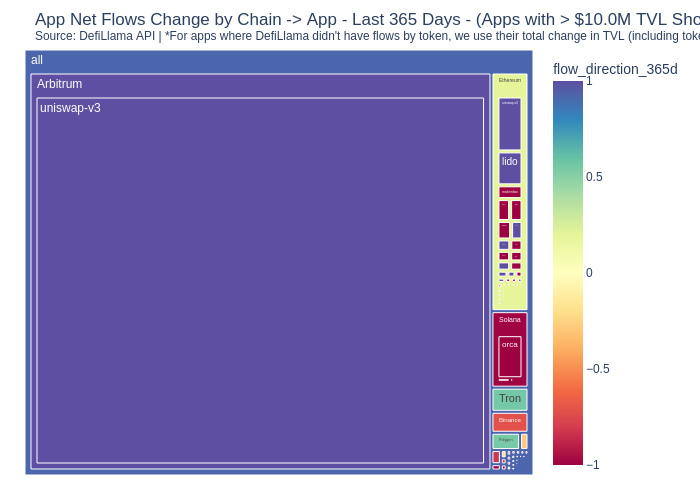 App Net Flows Change by Chain -> App - Last 365 Days - (Apps with > $10.0M TVL Sho
Source: DefiLlama API | *For apps where DefiLlama didn't have flows by token, we use their total change in TVL (including toke
all
Arbitrum
uniswap-v3
Ethereum
uniswap-v3
lido
Solana
orca
Tron
Binance
Polygon
flow_direction_365d
1
0.5
0
−0.5
−1